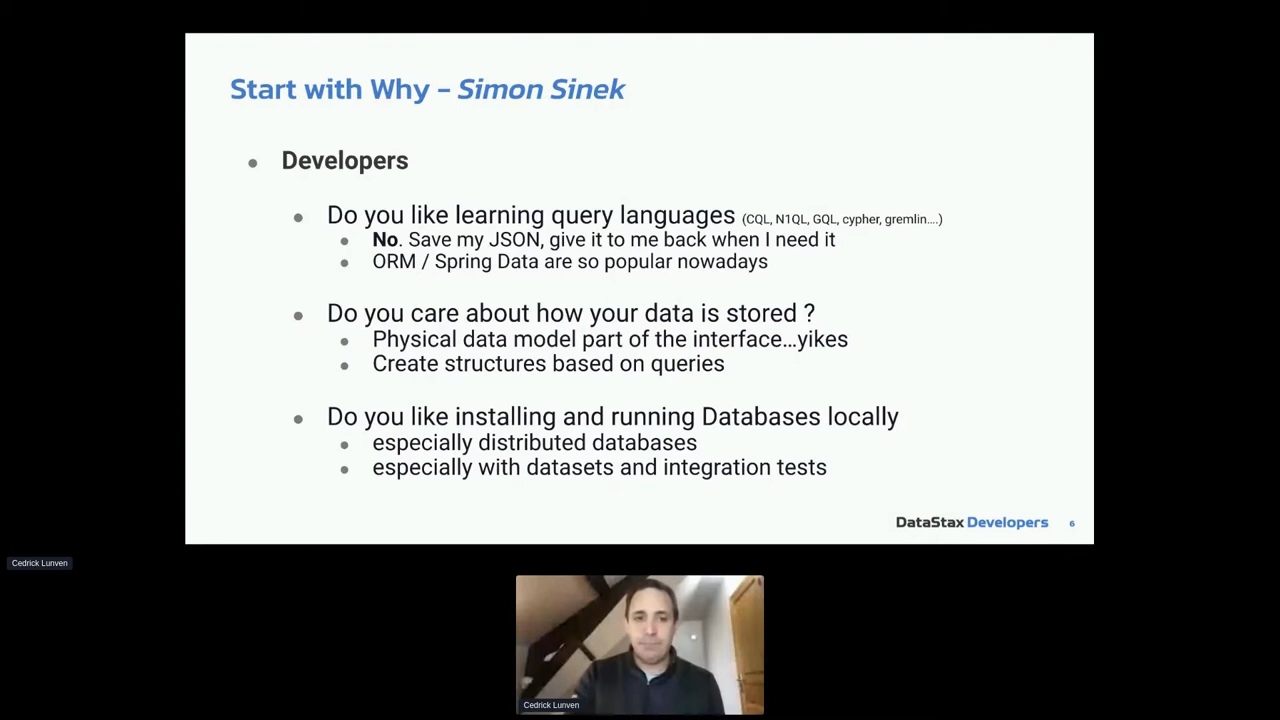 Start with Why – Simon Sinek
Developers
Do you like learning query languages (CQL, N1QL, GQL, cypher, gremlin....)
No. Save my JSON, give it to me back when I need it
ORM / Spring Data are so popular nowadays
Do you care about how your data is stored ?
Physical data model part of the interface...yikes
Create structures based on queries
Do you like installing and running Databases locally
especially distributed databases
especially with datasets and integration tests
DataStax Developers 6
Cedrick Lunven
Cedrick Lunven